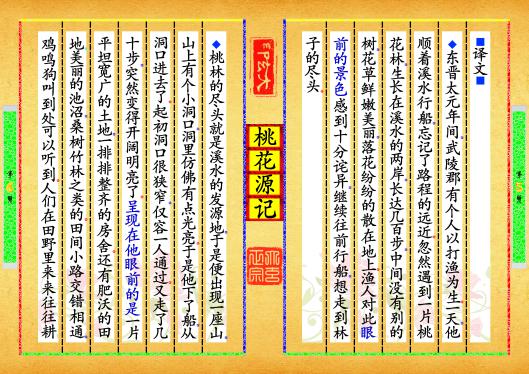 ■译文■
◆东晋太元年间，武陵郡有个人以打渔为生。一天他
顺着溪水行船，忘记了路程的远近。忽然遇到一片桃
花林，生长在溪水的两岸，长达几百步，中间没有别的
树，花草鲜嫩美丽，落花纷纷的散在地上。渔人对此眼
前的景色感到十分诧异，继续往前行船，想走到林
子的尽头。
桃花源记
◆桃林的尽头就是溪水的发源地，于是便出现一座山，
山上有个小洞口，洞里仿佛有点光亮。于是他下了船，从
洞口进去了。起初洞口很狭窄，仅容一人通过。又走了几
十步，突然变得开阔明亮了。呈现在他眼前的是一片
平坦宽广的土地，一排排整齐的房舍。还有肥沃的田
地、美丽的池沼，桑树竹林之类的。田间小路交错相通，
鸡鸣狗叫到处可以听到。人们在田野里来来往往耕